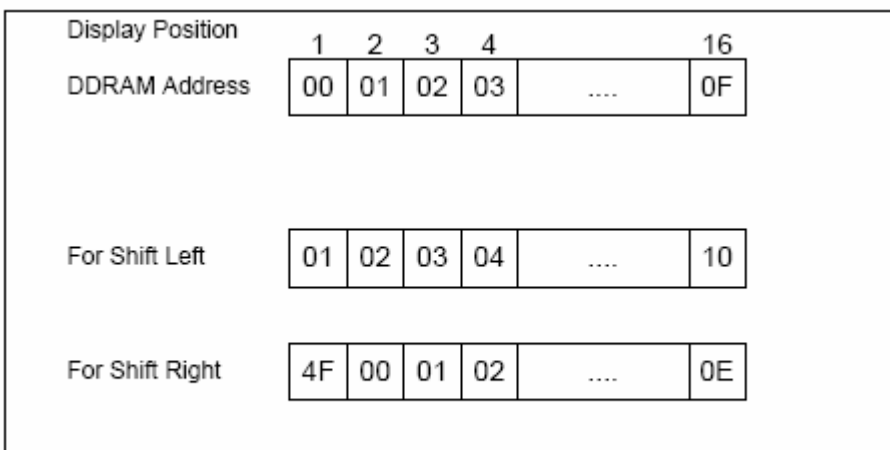 Display Position 1 2 3 4 16
DDRAM Address 00 01 02 03 .... 0F
For Shift Left 01 02 03 04 .... 10
For Shift Right 4F 00 01 02 .... 0E